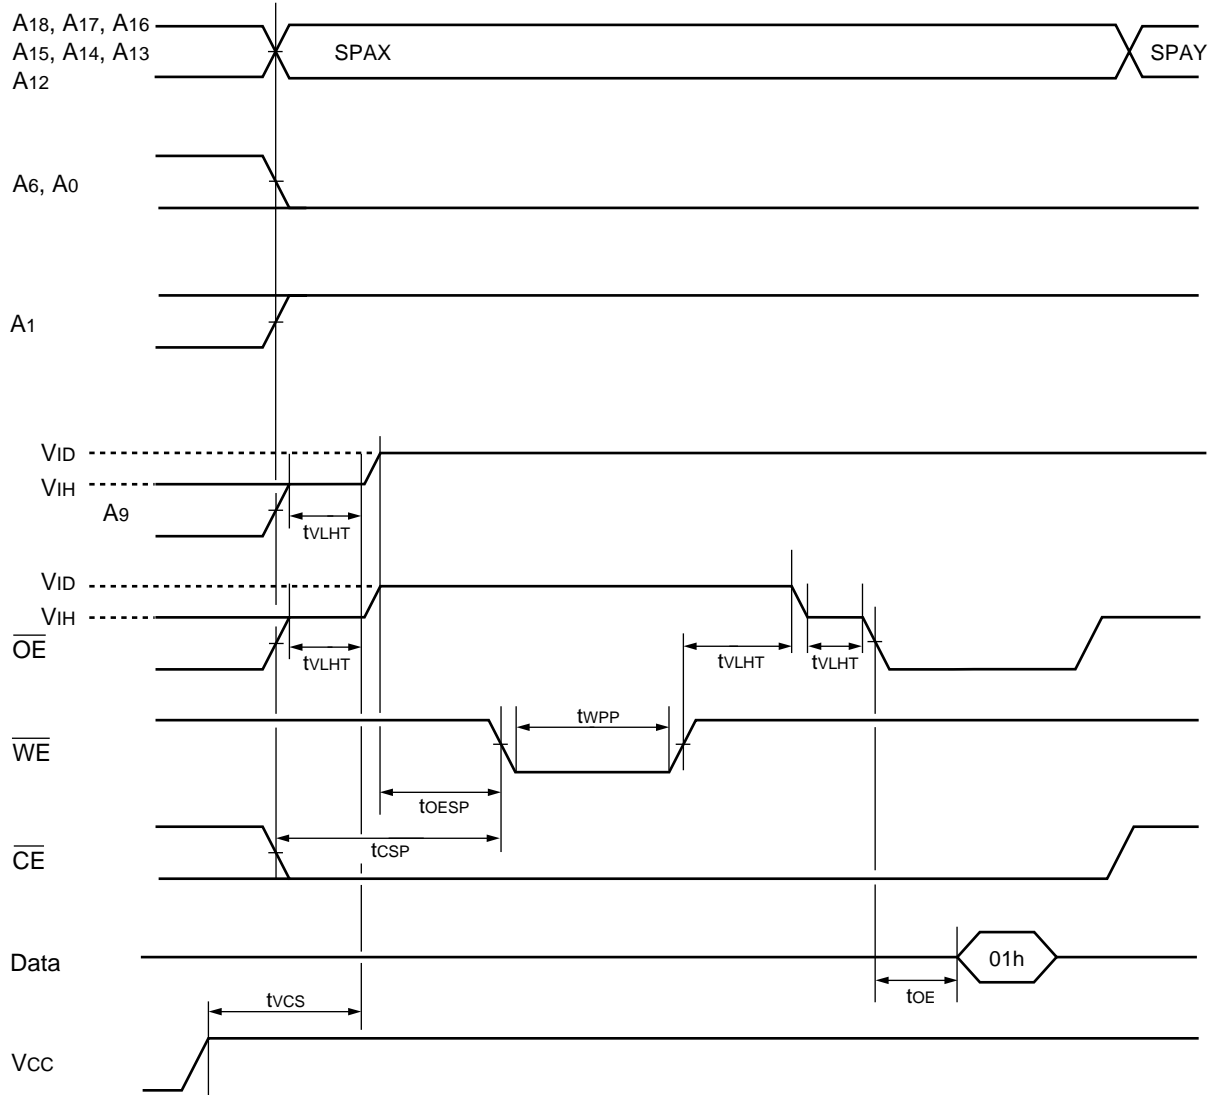 A18, A17, A16
A15, A14, A13
A12
SPAX
SPAY
A6, A0
A1
VID
VIH
A9
tVLHT
VID
VIH
OE
tVLHT
tVLHT
tVLHT
WE
tWPP
tOESP
CE
tCSP
Data
01h
tOE
tVCS
VCC